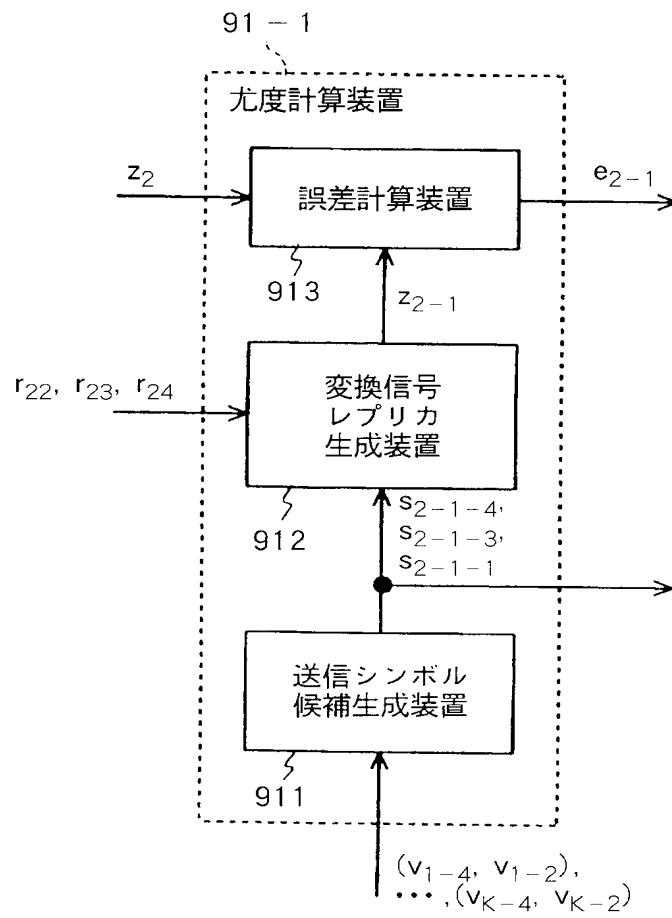 91-1
尤度計算装置
z2
誤差計算装置
e2-1
913
z2-1
r22, r23, r24
変換信号
レプリカ
生成装置
912
s2-1-4,
s2-1-3,
s2-1-1
送信シンボル
候補生成装置
911
(v1-4, v1-2),
・・・,(vK-4, vK-2)